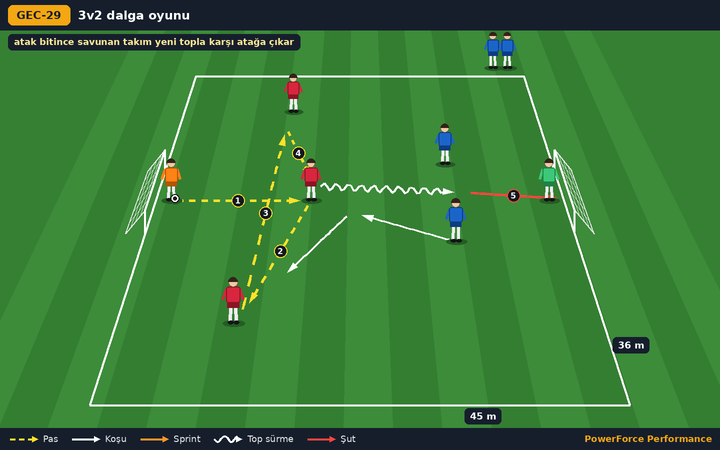 GEC-29 3v2 dalga oyunu
atak bitince savunan takım yeni topla karşı atağa çıkar
4
1
3
5
2
36 m
45 m
Pas Koşu Sprint Top sürme Şut PowerForce Performance